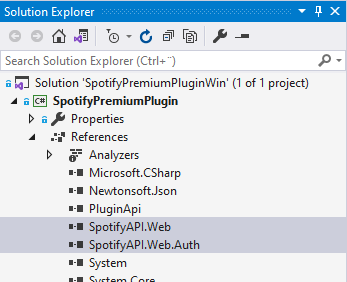 Solution Explorer
Search Solution Explorer (Ctrl+¨)
Solution 'SpotifyPremiumPluginWin' (1 of 1 project)
C# SpotifyPremiumPlugin
Properties
References
Analyzers
Microsoft.CSharp
Newtonsoft.Json
PluginApi
SpotifyAPI.Web
SpotifyAPI.Web.Auth
System
System.Core